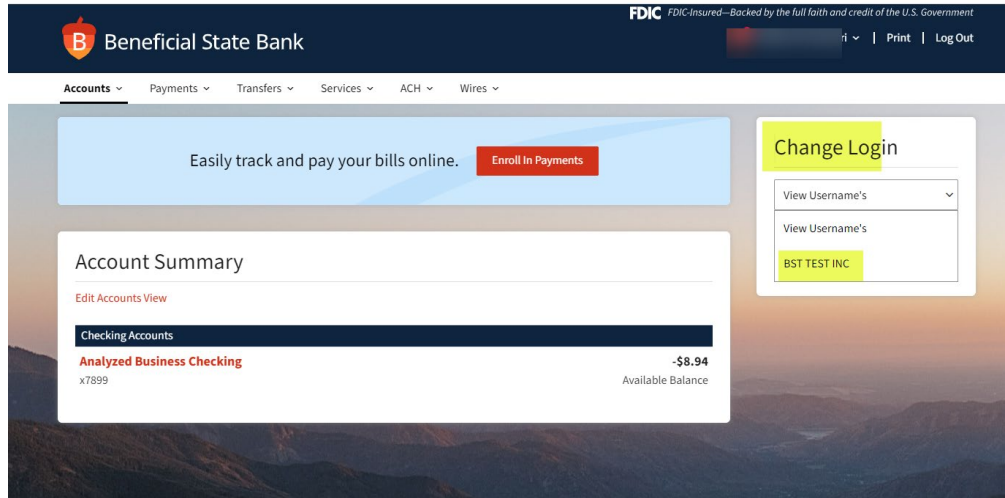 FDIC FDIC-Insured—Backed by the full faith and credit of the U.S. Government
B Beneficial State Bank
ri | Print | Log Out
Accounts Payments Transfers Services ACH Wires
Easily track and pay your bills online. Enroll In Payments
Change Login
View Username's
View Username's
BST TEST INC
Account Summary
Edit Accounts View
Checking Accounts
Analyzed Business Checking -$8.94
x7899 Available Balance